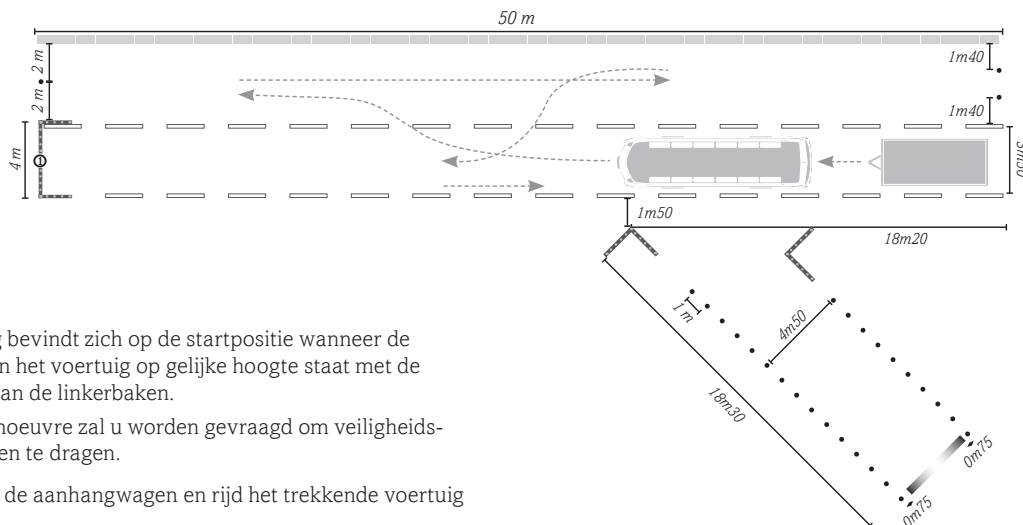 50 m
2 m
2 m
4 m
1
1m40
1m40
3m50
1m50
18m20
1 m
4m50
18m30
0m75
0m75
bevindt zich op de startpositie wanneer de
n het voertuig op gelijke hoogte staat met de
an de linkerbaken.
noeuvre zal u worden gevraagd om veiligheids-
en te dragen.
de aanhangwagen en rijd het trekkende voertuig